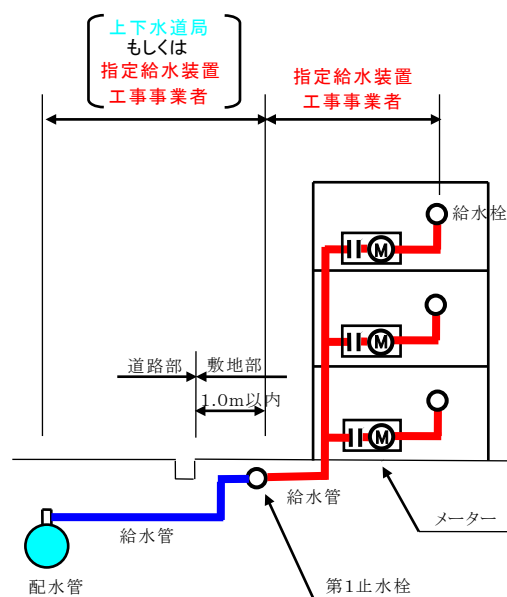 上下水道局
もしくは
指定給水装置
工事事業者
指定給水装置
工事事業者
給水栓
M
M
道路部
敷地部
1.0m以内
M
給水管
メーター
給水管
第1止水栓
配水管